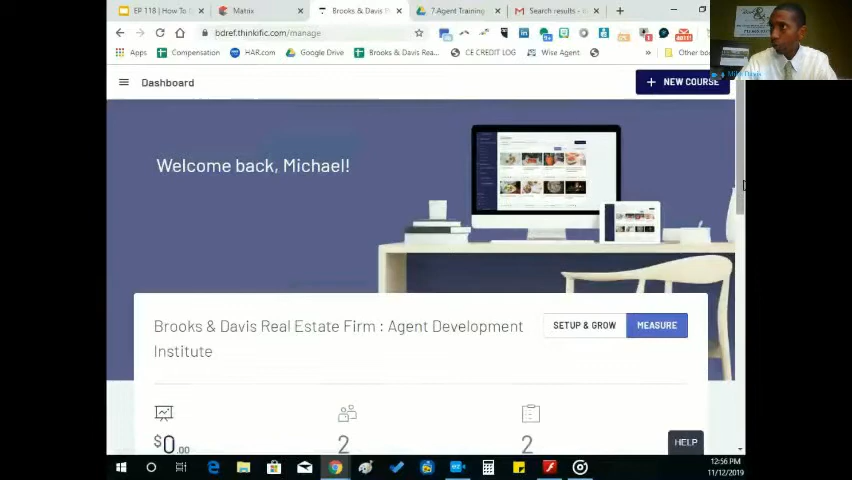 EP 118 | How To
Matrix
Brooks & Davis
7-Agent Training
Search results -
bdref.thinkific.com/manage
Apps
Compensation
HAR.com
Google Drive
Brooks & Davis Rea...
CE CREDIT LOG
Wise Agent
Other boo
Dashboard
+ NEW COURSE
Welcome back, Michael!
Brooks & Davis Real Estate Firm : Agent Development
Institute
SETUP & GROW
MEASURE
$0.00
2
2
HELP
12:56 PM
11/12/2019